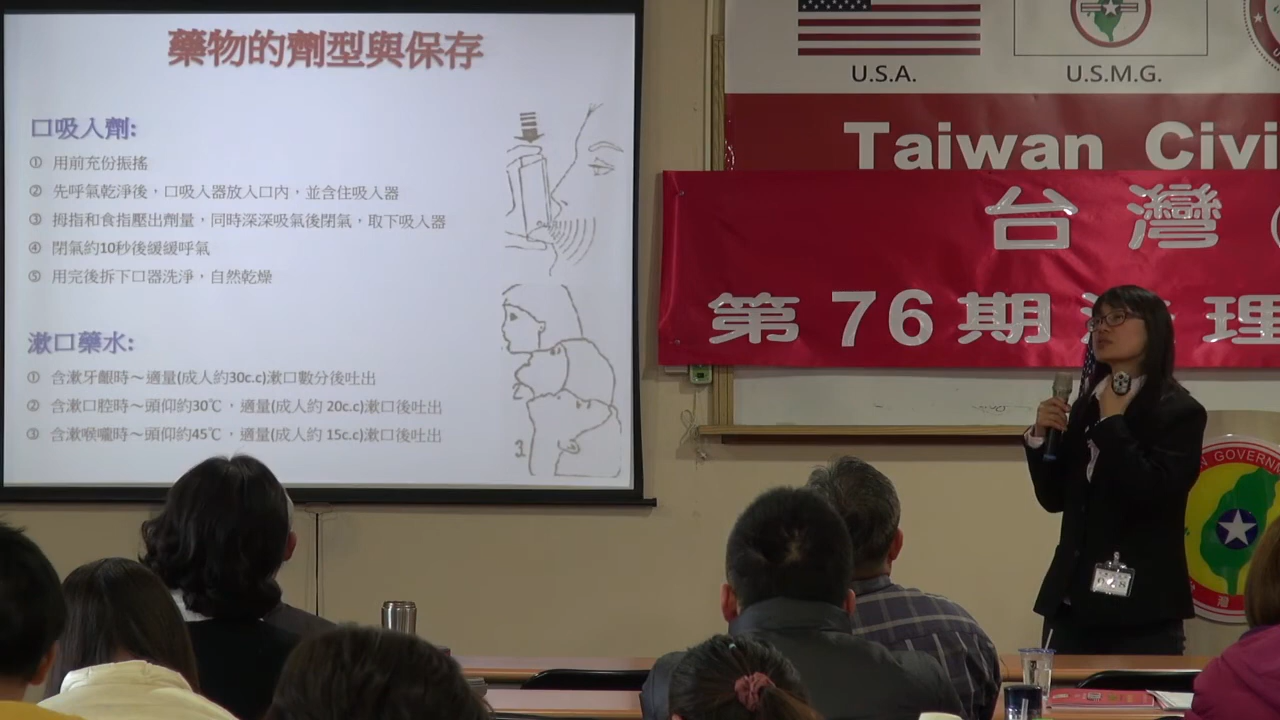 藥物的劑型與保存
口吸入劑:
① 用前充份振搖
② 先呼氣乾淨後，口吸入器放入口內，並含住吸入器
③ 拇指和食指壓出劑量，同時深深吸氣後閉氣，取下吸入器
④ 閉氣約10秒後緩緩呼氣
⑤ 用完後拆下口器洗淨，自然乾燥
漱口藥水:
① 含漱牙齦時～適量(成人約30c.c)漱口數分後吐出
② 含漱口腔時～頭仰約30℃，適量(成人約 20c.c)漱口後吐出
③ 含漱喉嚨時～頭仰約45℃，適量(成人約 15c.c)漱口後吐出
2
3
U.S.A.
U.S.M.G.
Taiwan Civi
台灣
第76期 理
GOVERN
灣